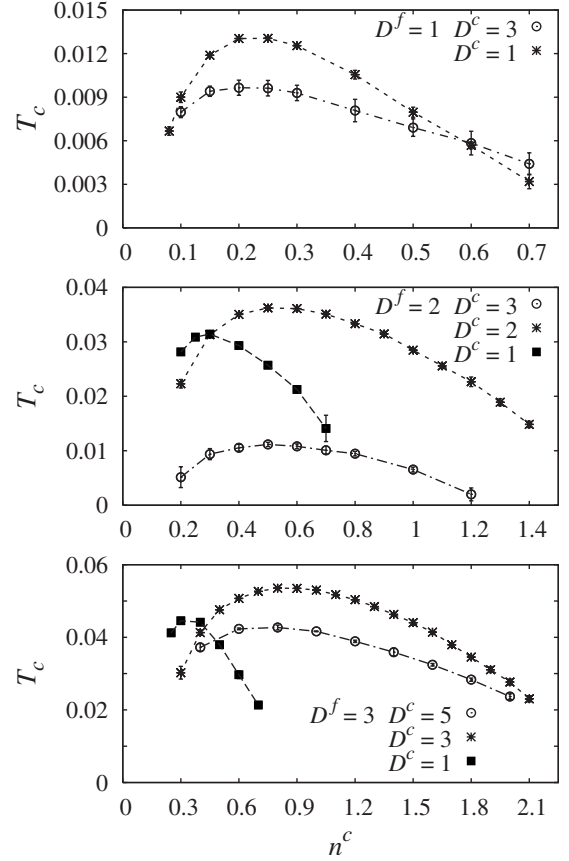 0.015
0.012
0.009
0.006
0.003
0
T_c
D^f = 1 D^c = 3
D^c = 1
0 0.1 0.2 0.3 0.4 0.5 0.6 0.7
0.04
0.03
0.02
0.01
0
T_c
D^f = 2 D^c = 3
D^c = 2
D^c = 1
0 0.2 0.4 0.6 0.8 1 1.2 1.4
0.06
0.04
0.02
0
T_c
D^f = 3 D^c = 5
D^c = 3
D^c = 1
0 0.3 0.6 0.9 1.2 1.5 1.8 2.1
n^c